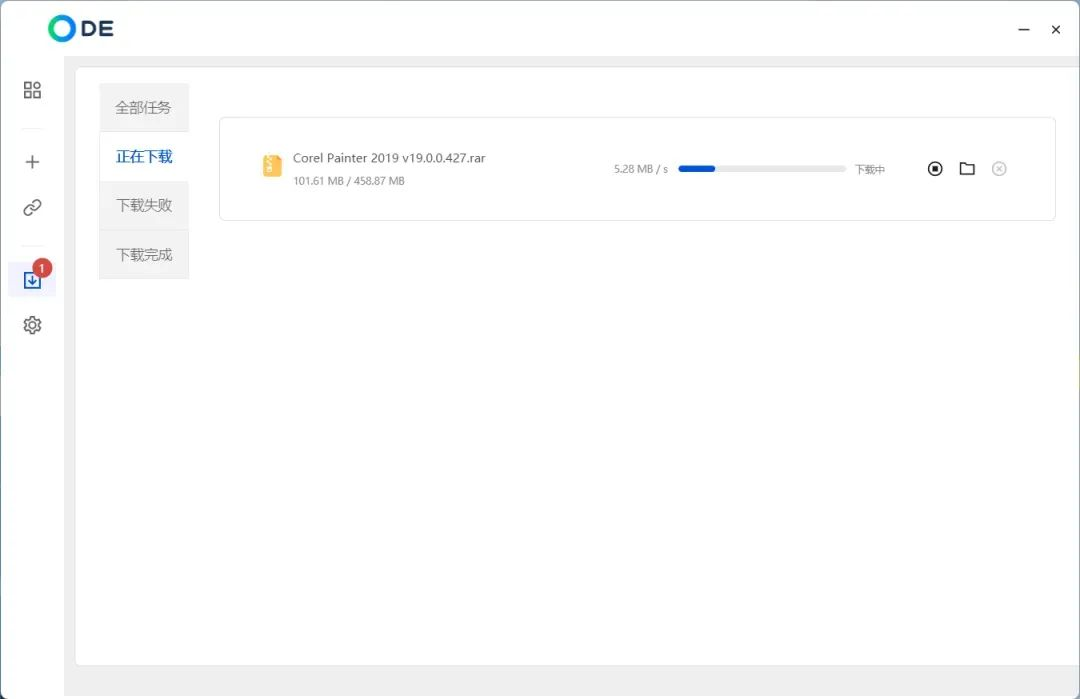 ODE
全部任务
正在下载
下载失败
下载完成
Corel Painter 2019 v19.0.0.427.rar
101.61 MB / 458.87 MB
5.28 MB / s
下载中
1